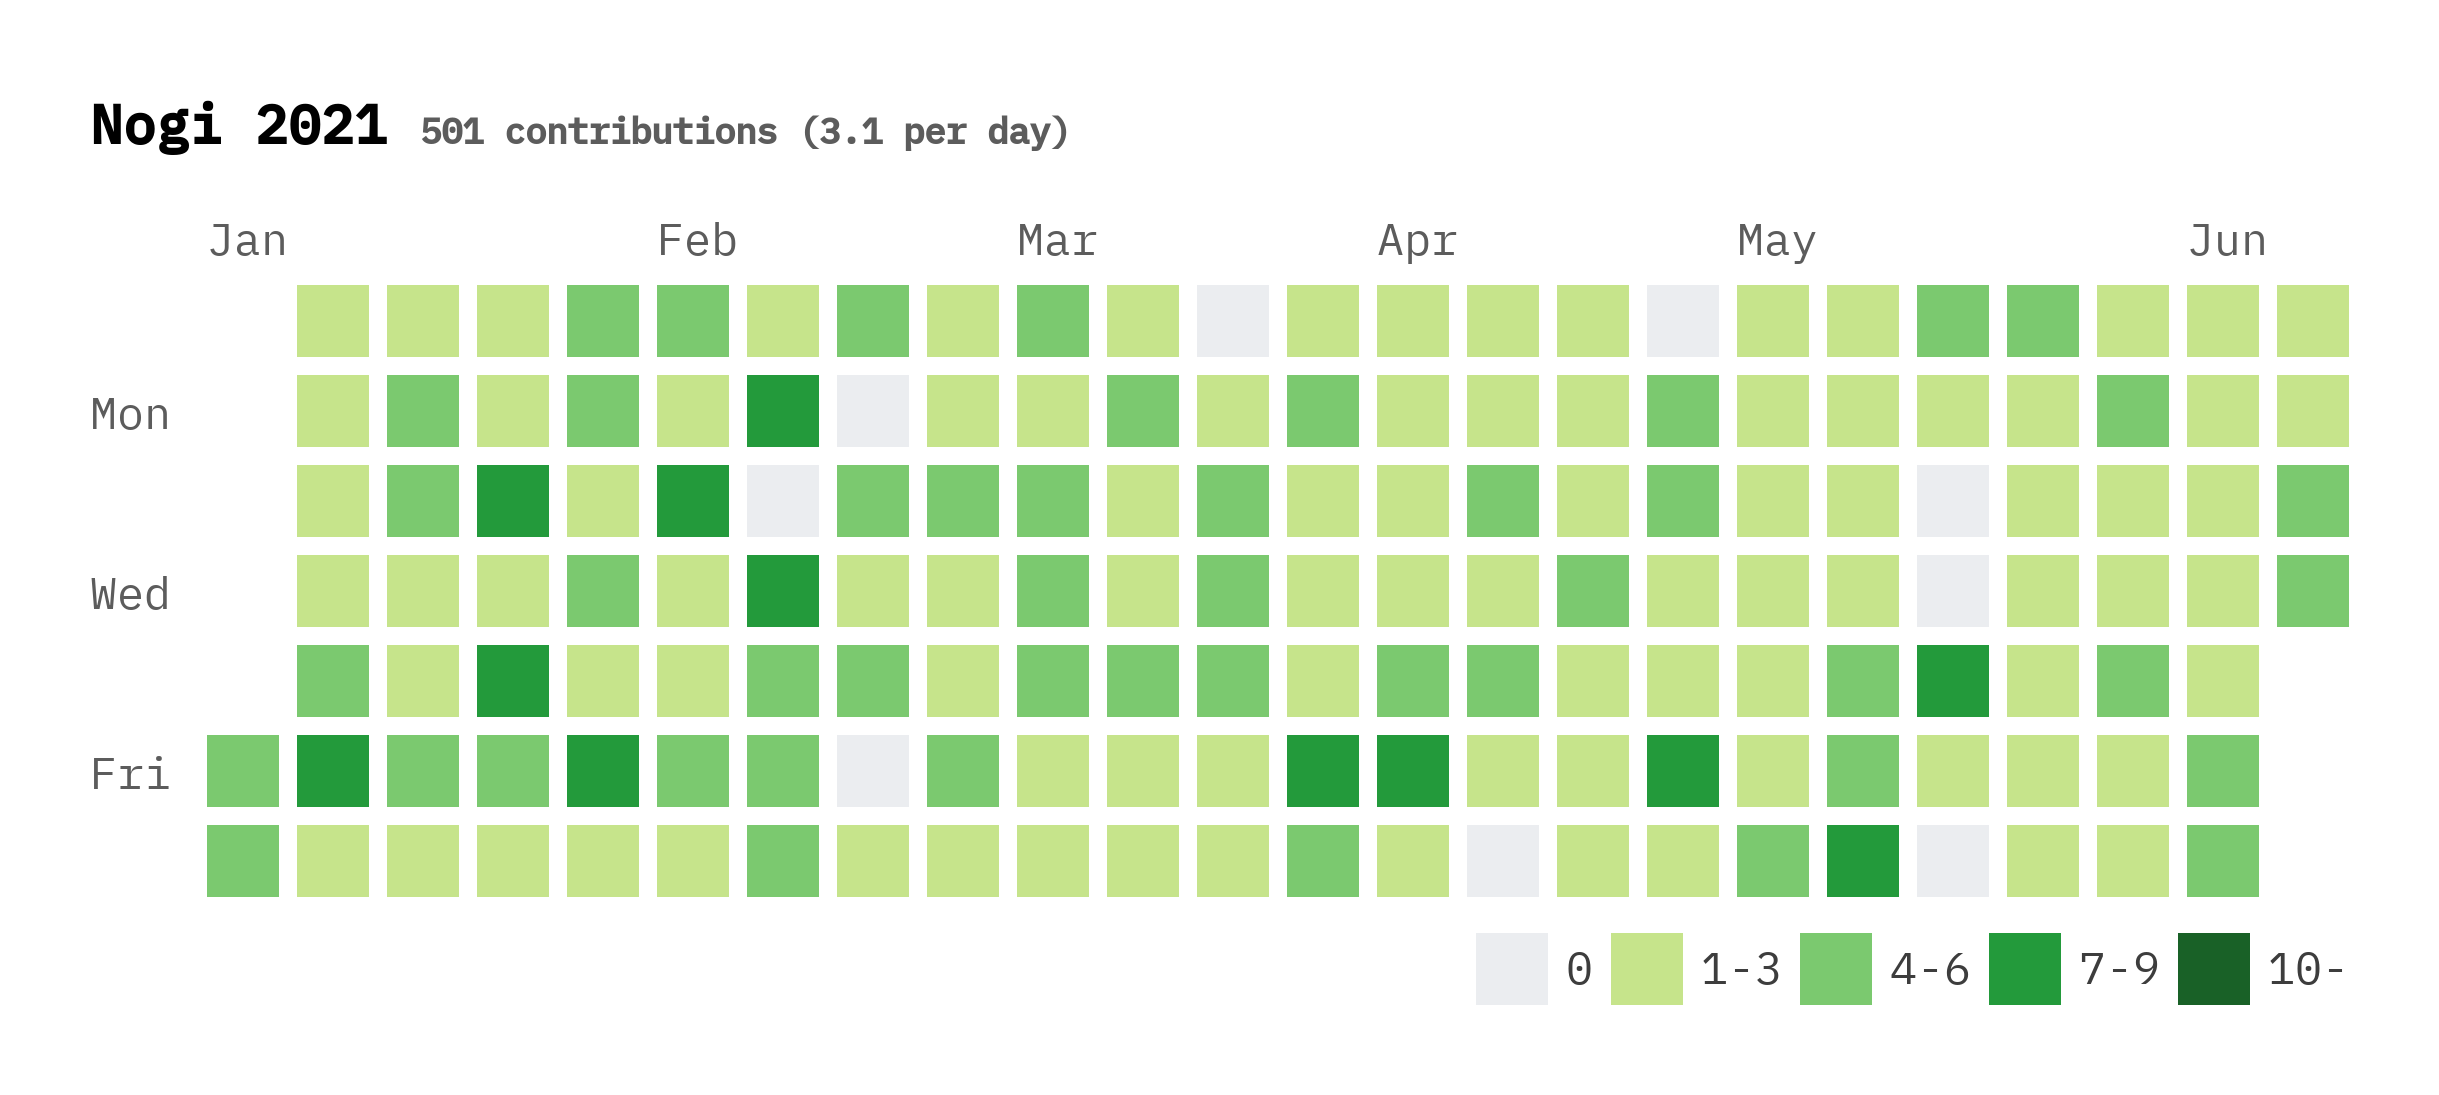 Nogi 2021 501 contributions (3.1 per day)
Jan Feb Mar Apr May Jun
Mon
Wed
Fri
0 1-3 4-6 7-9 10-